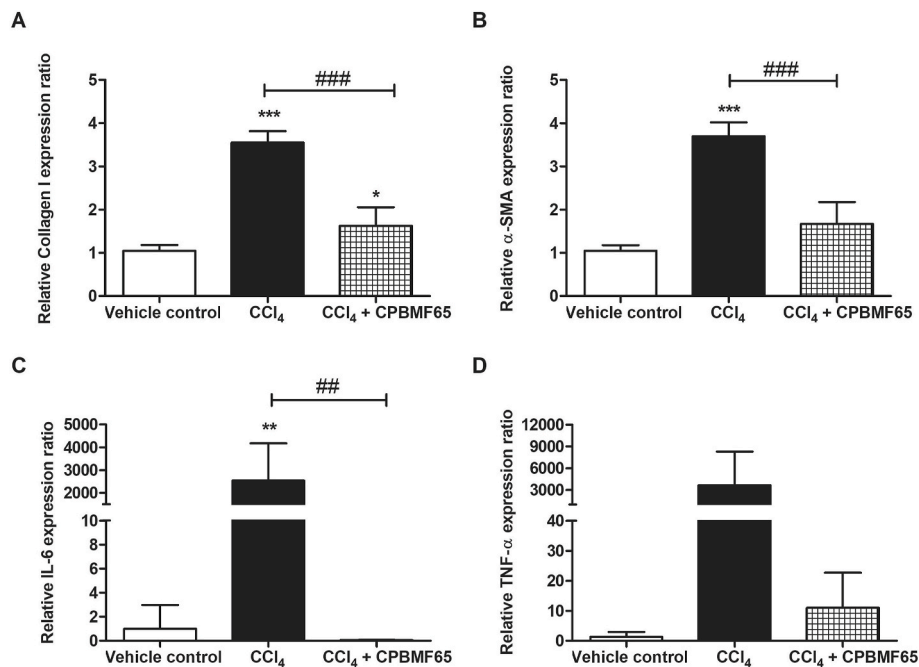 A
Relative Collagen I expression ratio
5
4
3
2
1
0
###
***
*
Vehicle control
CCl₄
CCl₄ + CPBMF65
B
Relative α-SMA expression ratio
5
4
3
2
1
0
###
***
Vehicle control
CCl₄
CCl₄ + CPBMF65
C
Relative IL-6 expression ratio
5000
4000
3000
2000
10
8
6
4
2
0
##
**
Vehicle control
CCl₄
CCl₄ + CPBMF65
D
Relative TNF-α expression ratio
12000
9000
6000
3000
40
30
20
10
0
Vehicle control
CCl₄
CCl₄ + CPBMF65